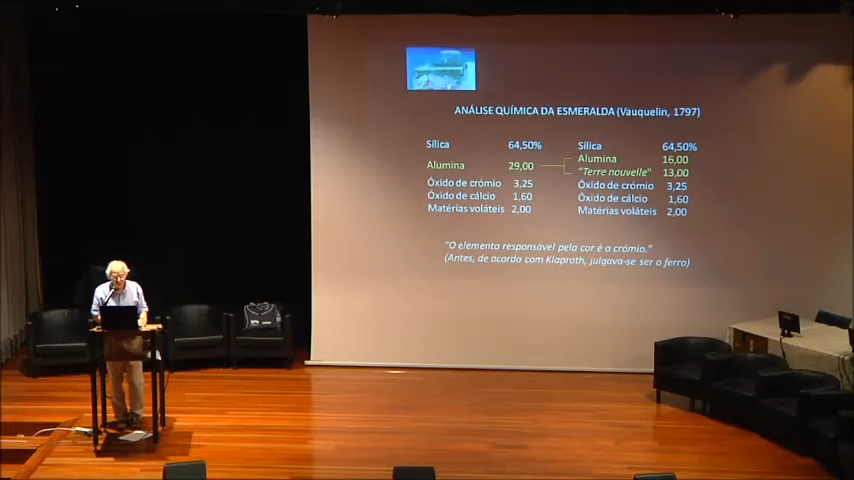 ANÁLISE QUÍMICA DA ESMERALDA (Vauquelin, 1797)
Sílica 64,50% Sílica 64,50%
Alumina 29,00 Alumina 16,00
"Terre nouvelle" 13,00
Óxido de crómio 3,25 Óxido de crómio 3,25
Óxido de cálcio 1,60 Óxido de cálcio 1,60
Matérias voláteis 2,00 Matérias voláteis 2,00
"O elemento responsável pela cor é o crómio."
(Antes, de acordo com Klaproth, julgava-se ser o ferro)